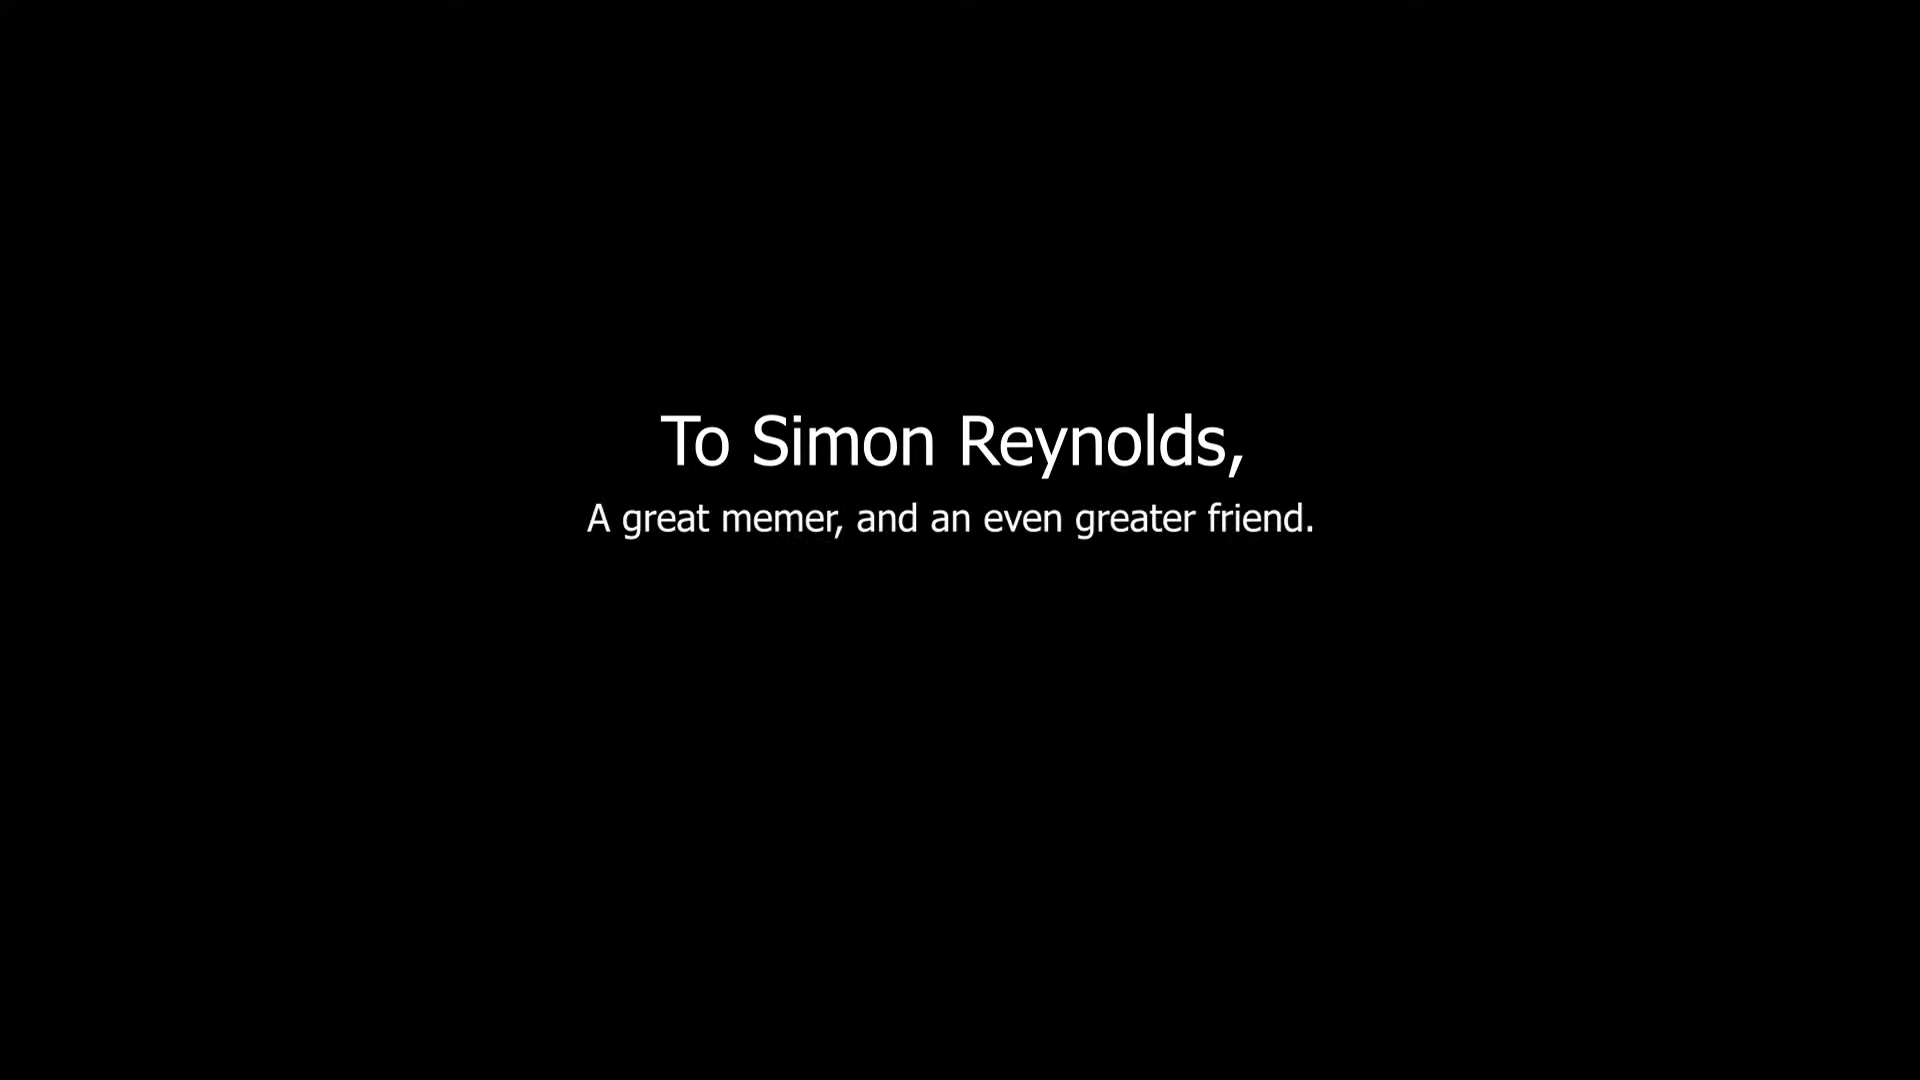 To Simon Reynolds,
A great memer, and an even greater friend.